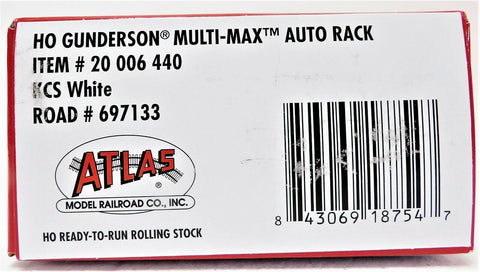 HO GUNDERSON® MULTI-MAX™ AUTO RACK
ITEM # 20 006 440
KCS White
ROAD # 697133
ATLAS®
MODEL RAILROAD CO., INC.
HO READY-TO-RUN ROLLING STOCK
8 43069 18754 7